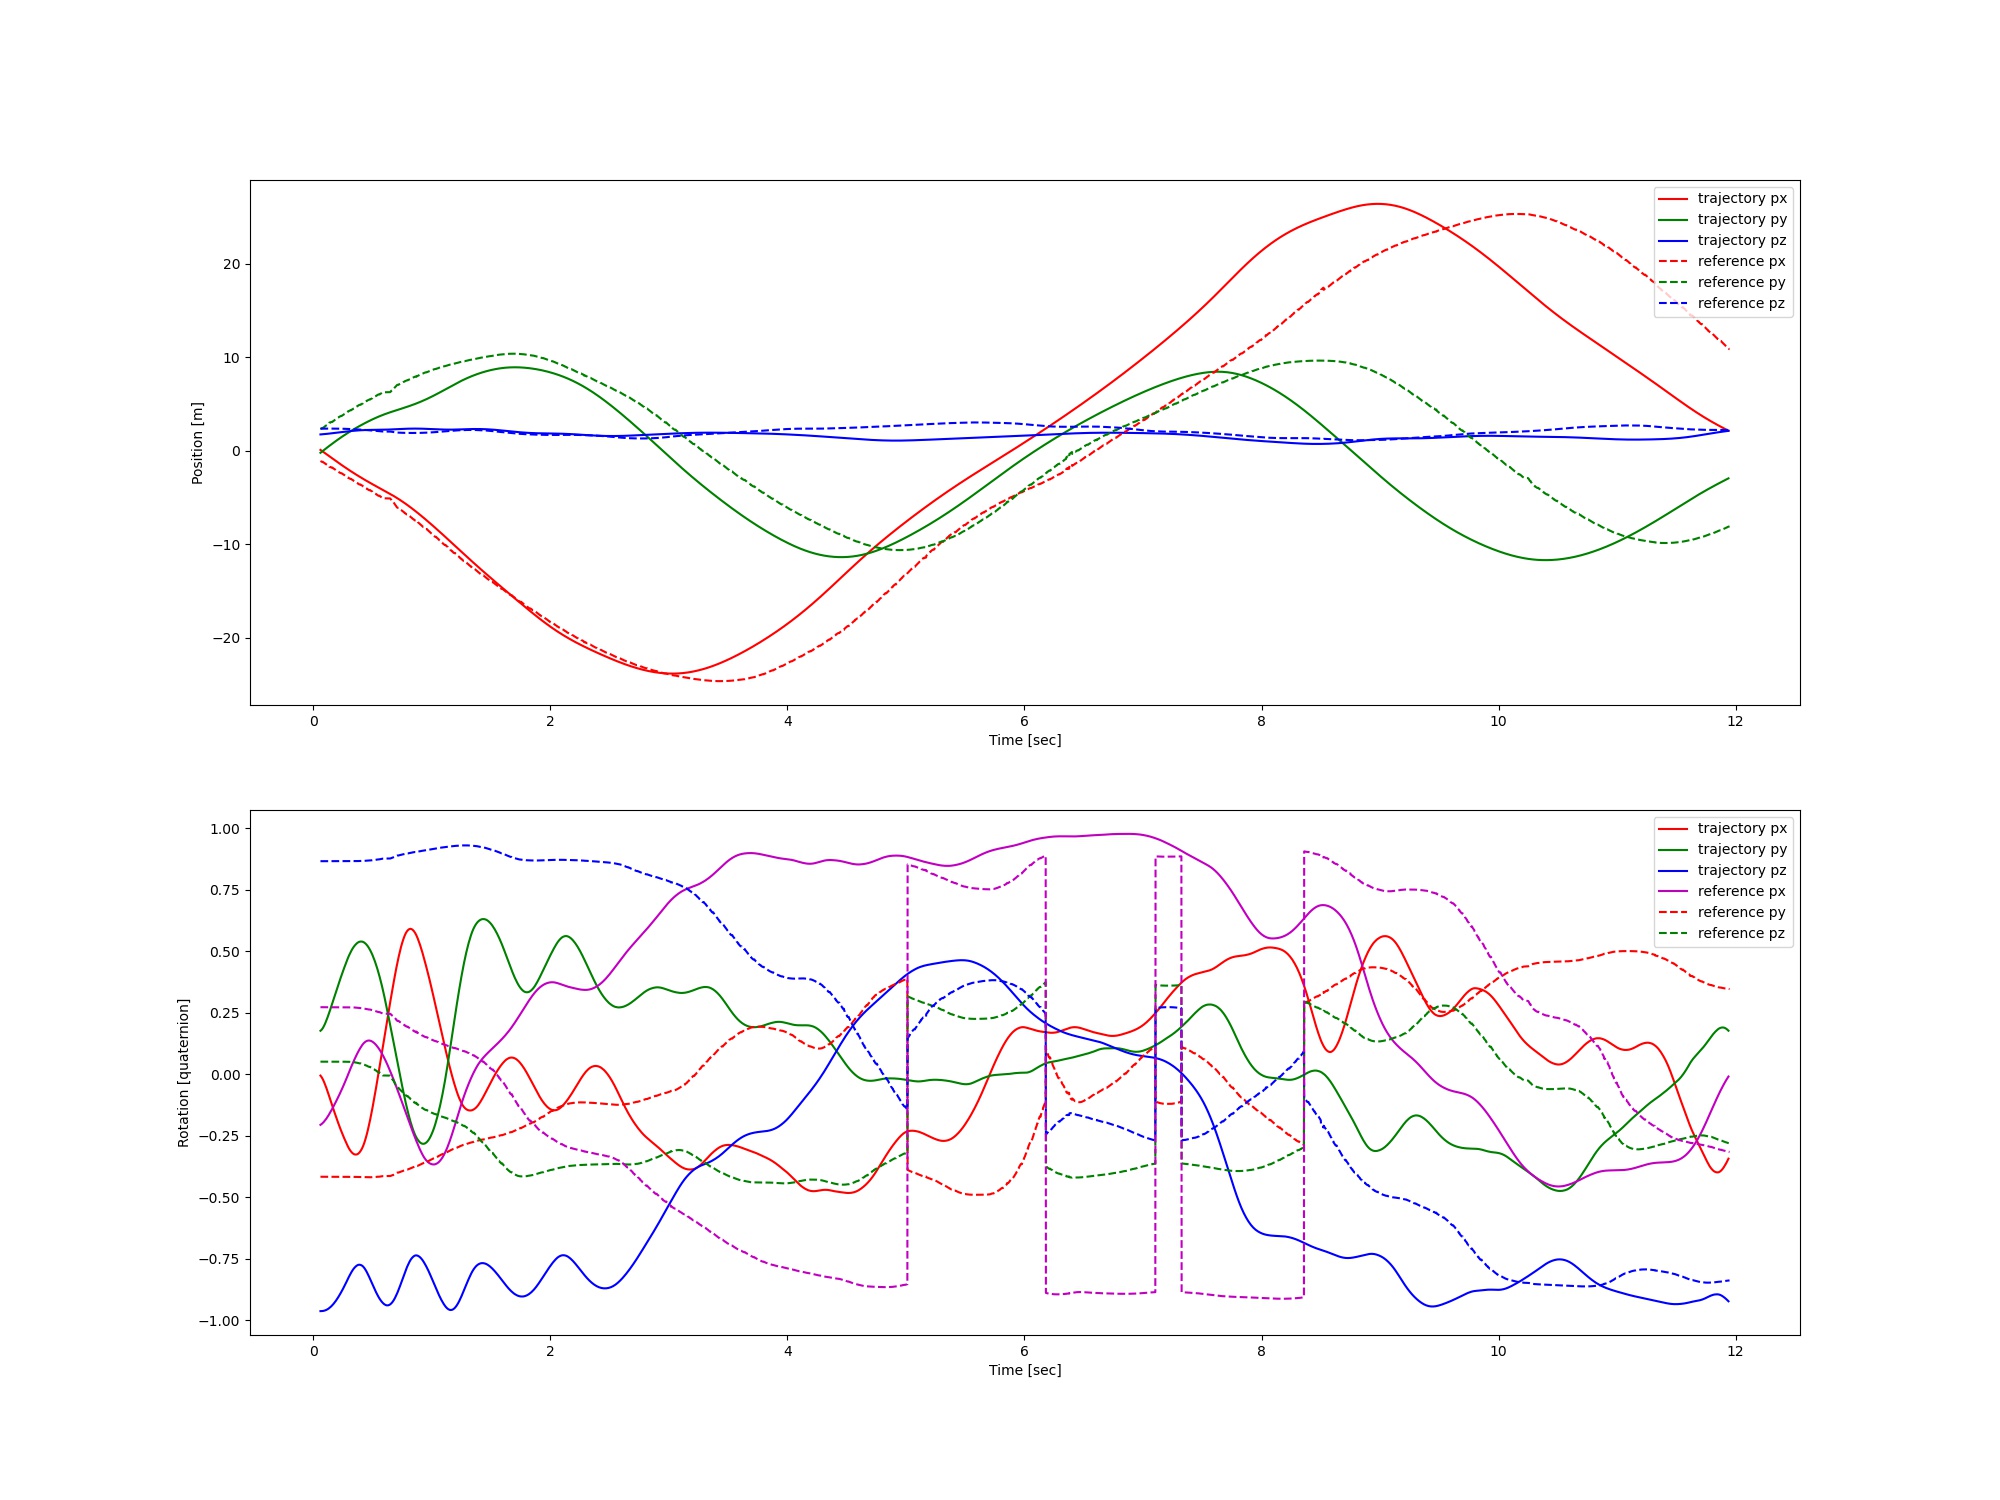 trajectory px
trajectory py
trajectory pz
reference px
reference py
reference pz
20
10
0
−10
−20
Position [m]
0 2 4 6 8 10 12
Time [sec]
trajectory px
trajectory py
trajectory pz
reference px
reference py
reference pz
1.00
0.75
0.50
0.25
0.00
−0.25
−0.50
−0.75
−1.00
Rotation [quaternion]
0 2 4 6 8 10 12
Time [sec]